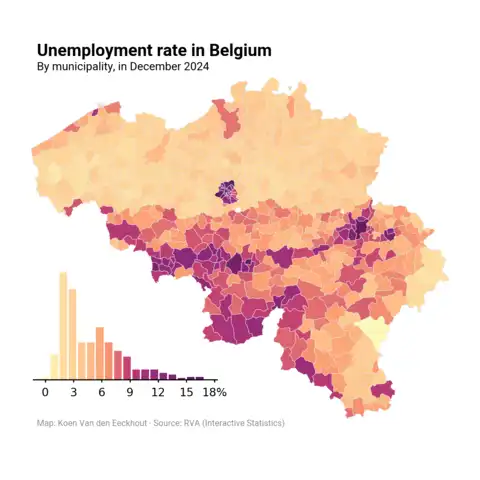 Unemployment rate in Belgium
By municipality, in December 2024
0 3 6 9 12 15 18%
Map. Koen Van den Eeckhout · Source: RVA (Interactive Statistics)